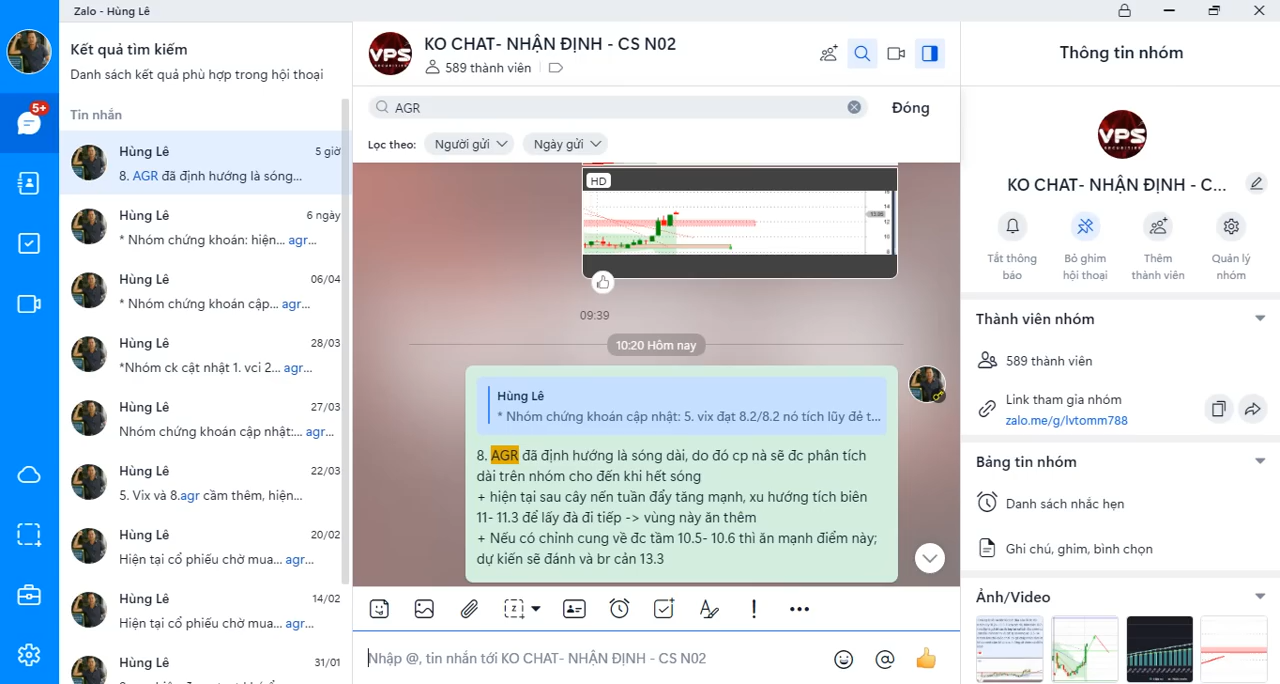 Zalo - Hùng Lê
5+
Kết quả tìm kiếm
Danh sách kết quả phù hợp trong hội thoại
Tin nhắn
Hùng Lê
5 giờ
8. AGR đã định hướng là sóng...
Hùng Lê
6 ngày
* Nhóm chứng khoán: hiện... agr...
Hùng Lê
06/04
* Nhóm chứng khoán cập... agr...
Hùng Lê
28/03
*Nhóm ck cật nhật 1. vci 2... agr...
Hùng Lê
27/03
Nhóm chứng khoán cập nhật:... agr...
Hùng Lê
22/03
5. Vix và 8.agr cầm thêm, hiện...
Hùng Lê
20/02
Hiện tại cổ phiếu chờ mua... agr...
Hùng Lê
14/02
Hiện tại cổ phiếu chờ mua... agr...
Hùng Lê
31/01
VPS
SECURITIES
KO CHAT- NHẬN ĐỊNH - CS N02
589 thành viên
AGR
Đóng
Lọc theo:
Người gửi
Ngày gửi
HD
14
13.05
12
10
09:39
10:20 Hôm nay
Hùng Lê
* Nhóm chứng khoán cập nhật: 5. vix đạt 8.2/8.2 nó tích lũy đẻ t...
8. AGR đã định hướng là sóng dài, do đó cp nà sẽ đc phân tích
dài trên nhóm cho đến khi hết sóng
+ hiện tại sau cây nến tuần đẩy tăng mạnh, xu hướng tích biên
11- 11.3 để lấy đà đi tiếp -> vùng này ăn thêm
+ Nếu có chỉnh cung về đc tầm 10.5- 10.6 thì ăn mạnh điểm này;
dự kiến sẽ đánh và br cản 13.3
Nhập @, tin nhắn tới KO CHAT- NHẬN ĐỊNH - CS N02
Thông tin nhóm
VPS
SECURITIES
KO CHAT- NHẬN ĐỊNH - C...
Tắt thông
báo
Bỏ ghim
hội thoại
Thêm
thành viên
Quản lý
nhóm
Thành viên nhóm
589 thành viên
Link tham gia nhóm
zalo.me/g/lvtomm788
Bảng tin nhóm
Danh sách nhắc hẹn
Ghi chú, ghim, bình chọn
Ảnh/Video